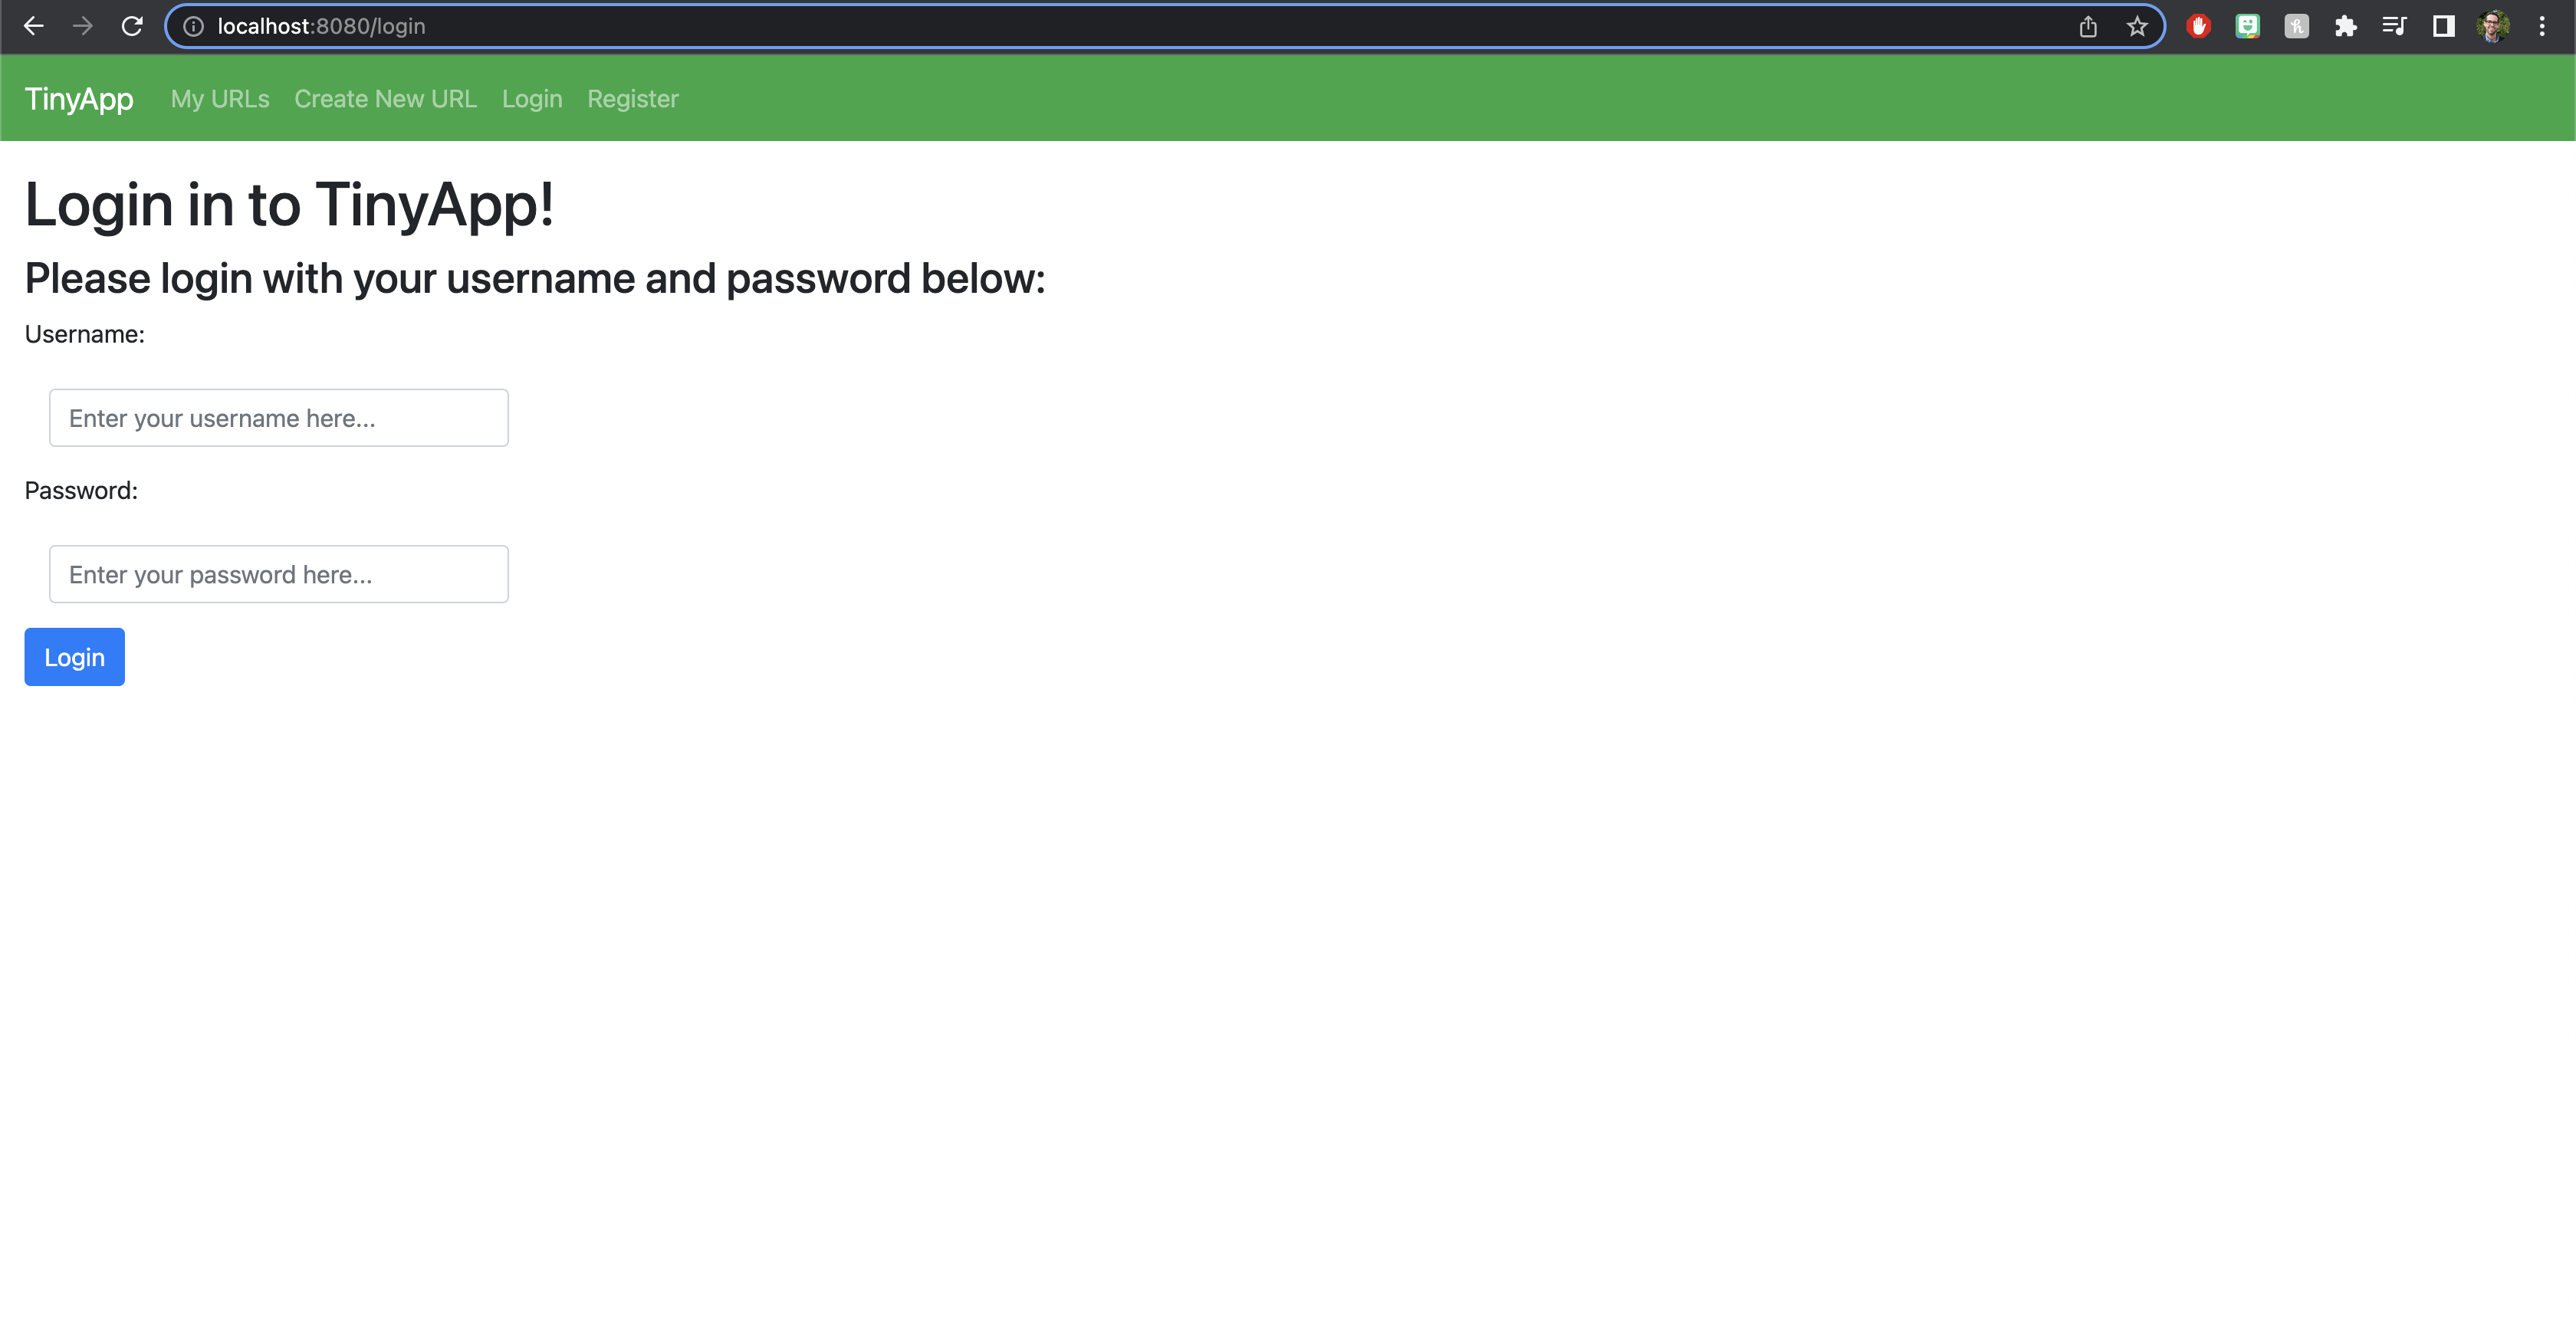 localhost:8080/login
TinyApp My URLs Create New URL Login Register
Login in to TinyApp!
Please login with your username and password below:
Username:
Enter your username here...
Password:
Enter your password here...
Login